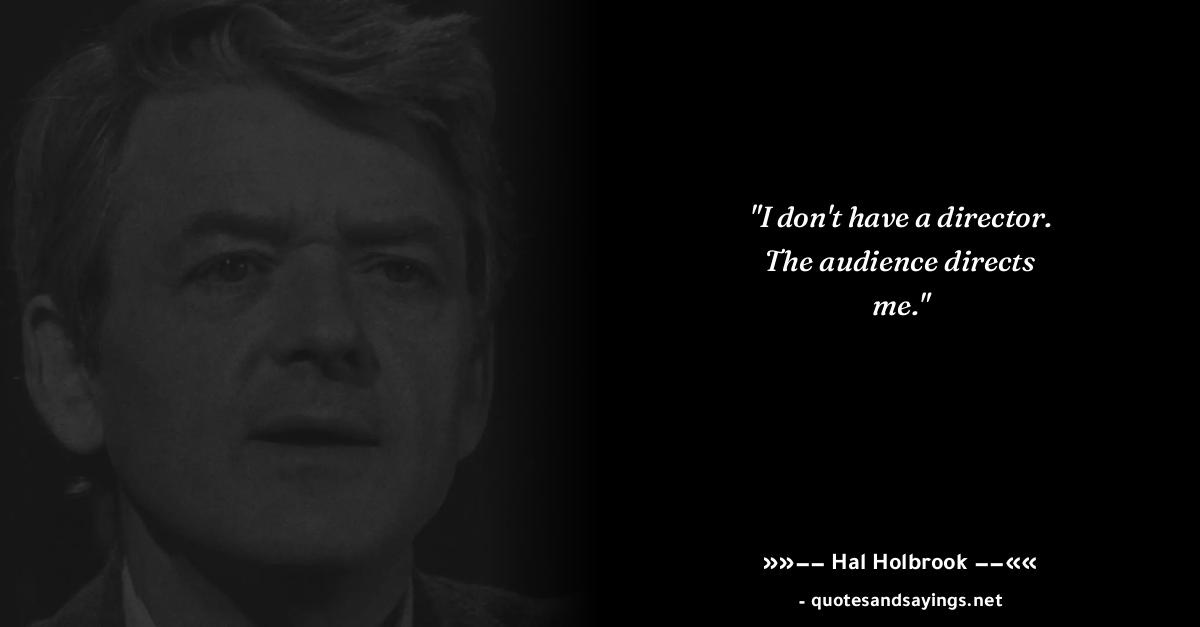 "I don't have a director.
The audience directs
me."
»»−− Hal Holbrook −−««
- quotesandsayings.net